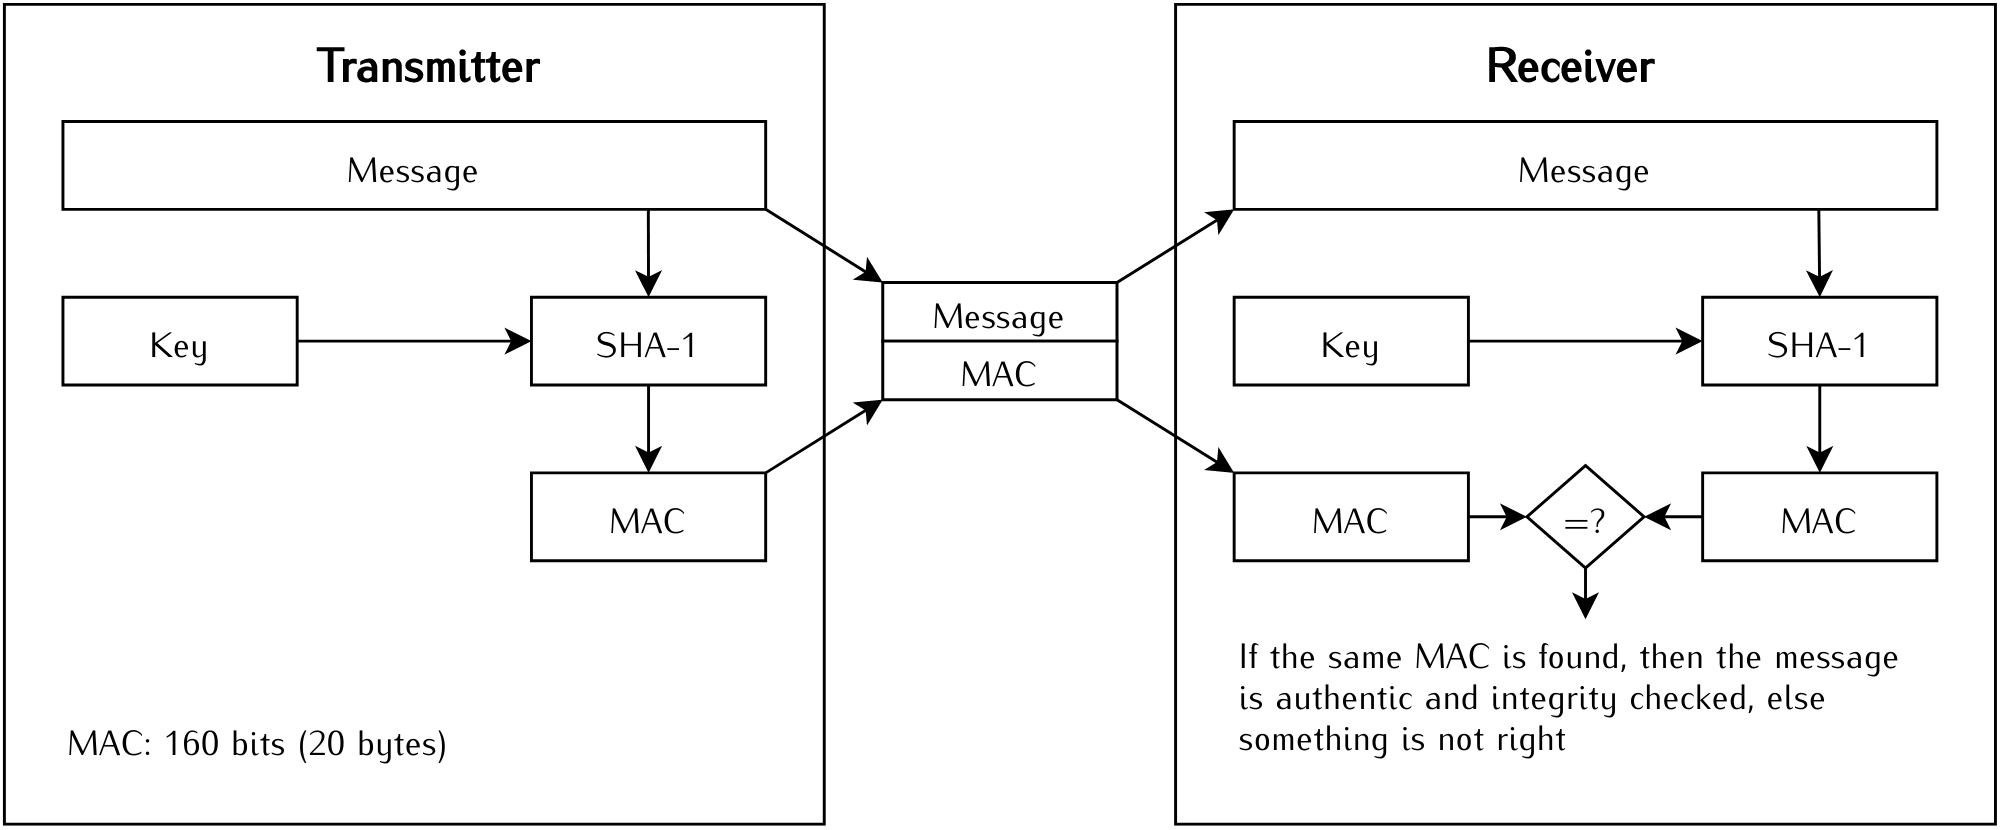 Transmitter
Message
Key
SHA-1
MAC
MAC: 160 bits (20 bytes)
Message
MAC
Receiver
Message
Key
SHA-1
MAC
=?
MAC
If the same MAC is found, then the message
is authentic and integrity checked, else
something is not right